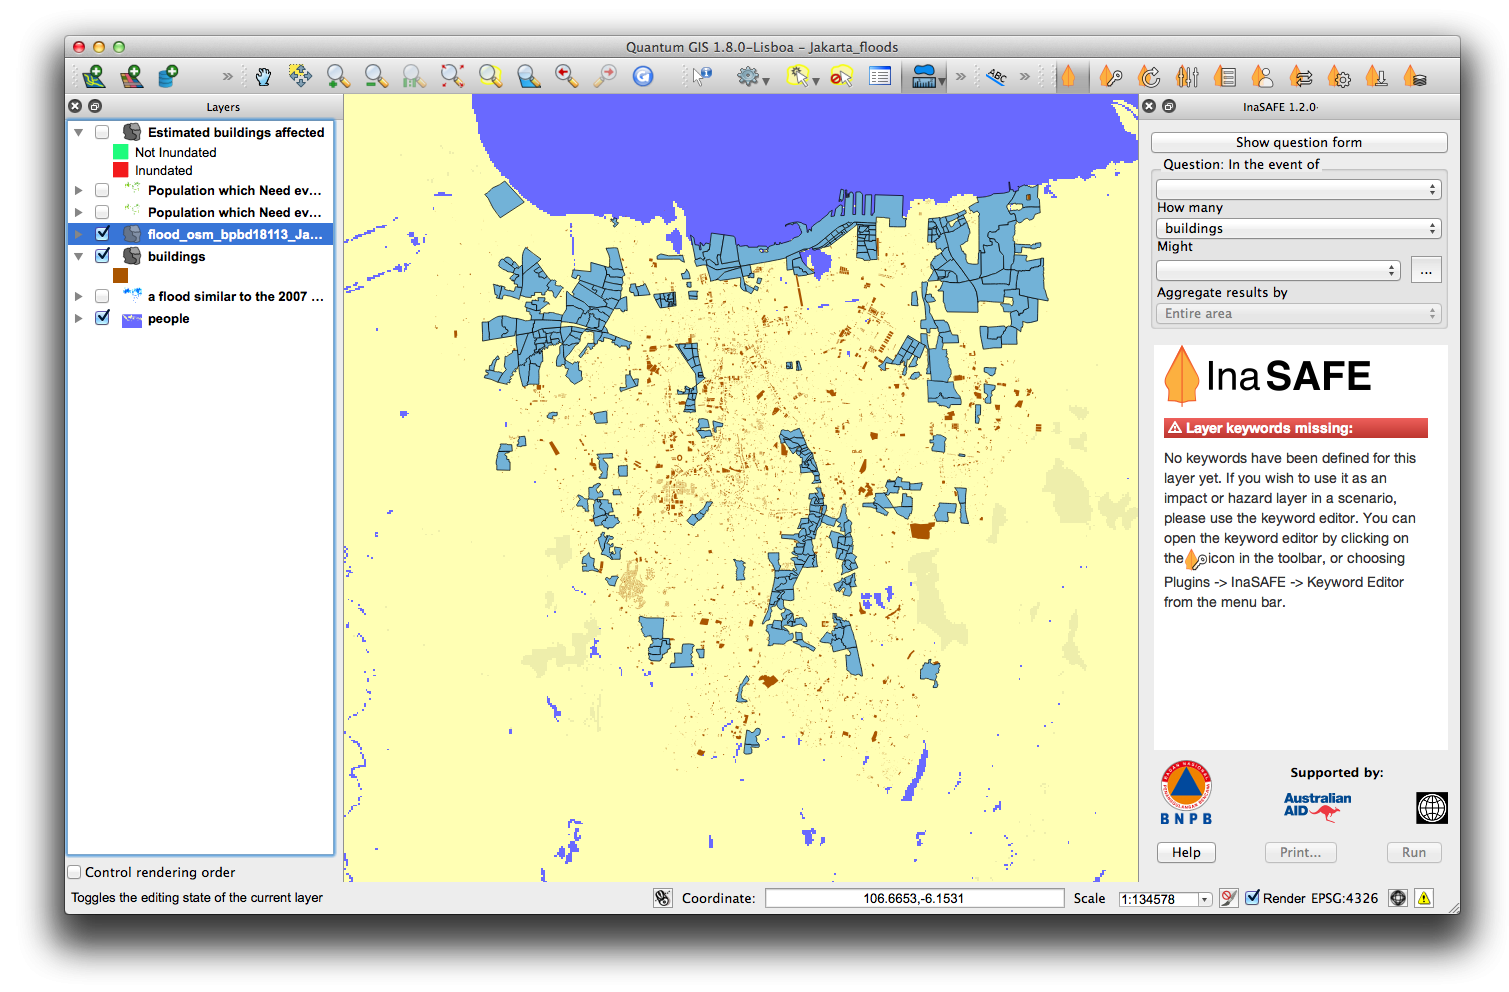 Quantum GIS 1.8.0-Lisboa - Jakarta_floods
ABC
Layers
Estimated buildings affected
Not Inundated
Inundated
Population which Need ev...
Population which Need ev...
flood_osm_bpbd18113_Ja...
buildings
a flood similar to the 2007 ...
people
Control rendering order
InaSAFE 1.2.0-
Show question form
Question: In the event of
How many
buildings
Might
...
Aggregate results by
Entire area
InaSAFE
Layer keywords missing:
No keywords have been defined for this
layer yet. If you wish to use it as an
impact or hazard layer in a scenario,
please use the keyword editor. You can
open the keyword editor by clicking on
the icon in the toolbar, or choosing
Plugins -> InaSAFE -> Keyword Editor
from the menu bar.
BNPB
Supported by:
Australian
AID
Help
Print...
Run
Toggles the editing state of the current layer
Coordinate:
106.6653,-6.1531
Scale
1:134578
Render
EPSG:4326